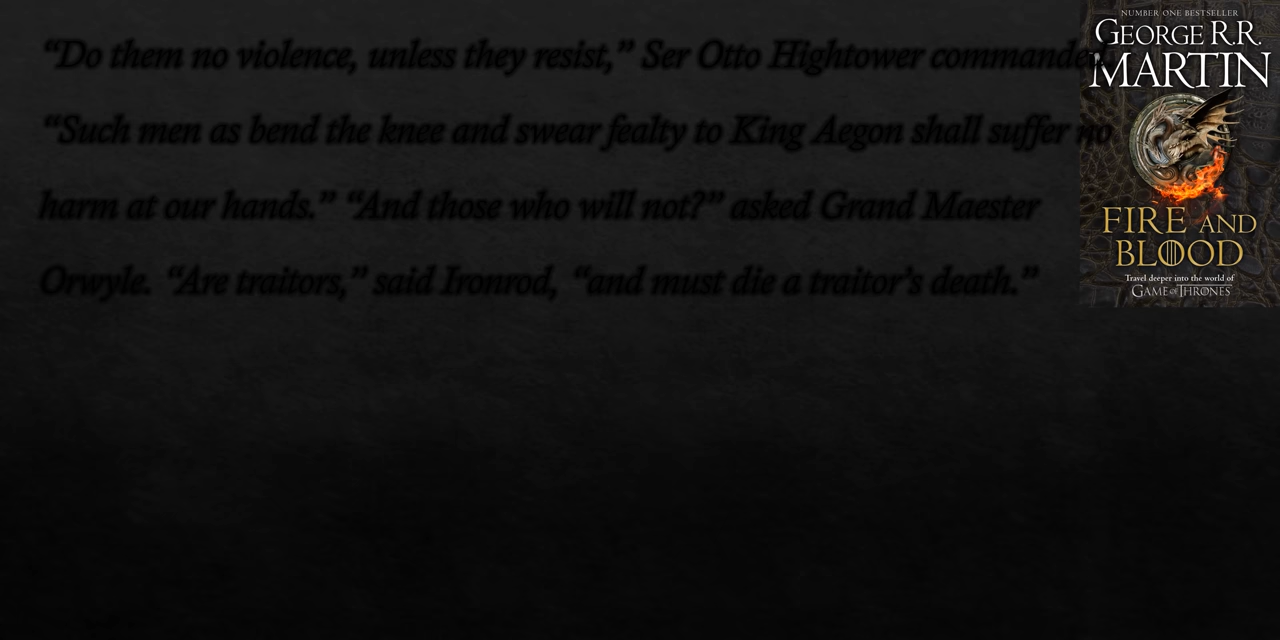 “Do them no violence, unless they resist,” Ser Otto Hightower commanded.
“Such men as bend the knee and swear fealty to King Aegon shall suffer no
harm at our hands.” “And those who will not?” asked Grand Maester
Orwyle. “Are traitors,” said Ironrod, “and must die a traitor’s death.”
NUMBER ONE BESTSELLER
GEORGE R.R.
MARTIN
FIRE AND
BLOOD
Travel deeper into the world of
GAME OF THRONES